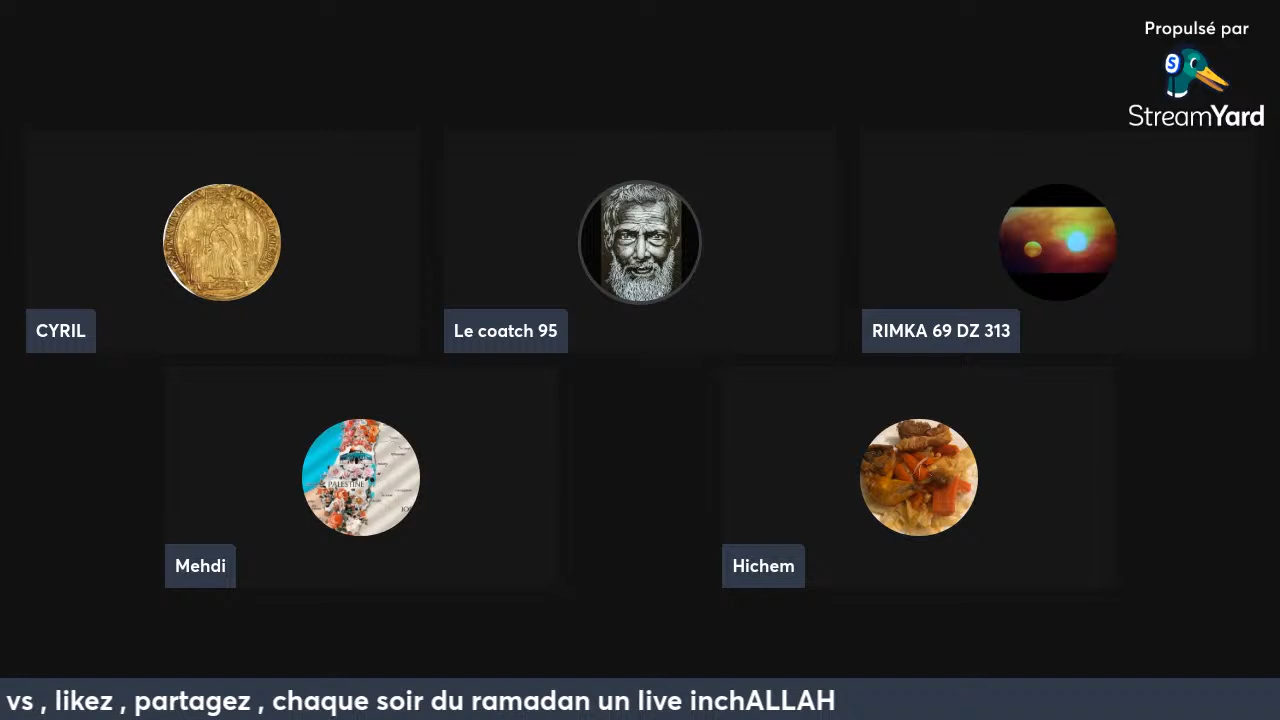 Propulsé par
StreamYard
CYRIL
Le coatch 95
RIMKA 69 DZ 313
PALESTINE
Mehdi
Hichem
vs , likez , partagez , chaque soir du ramadan un live inchALLAH